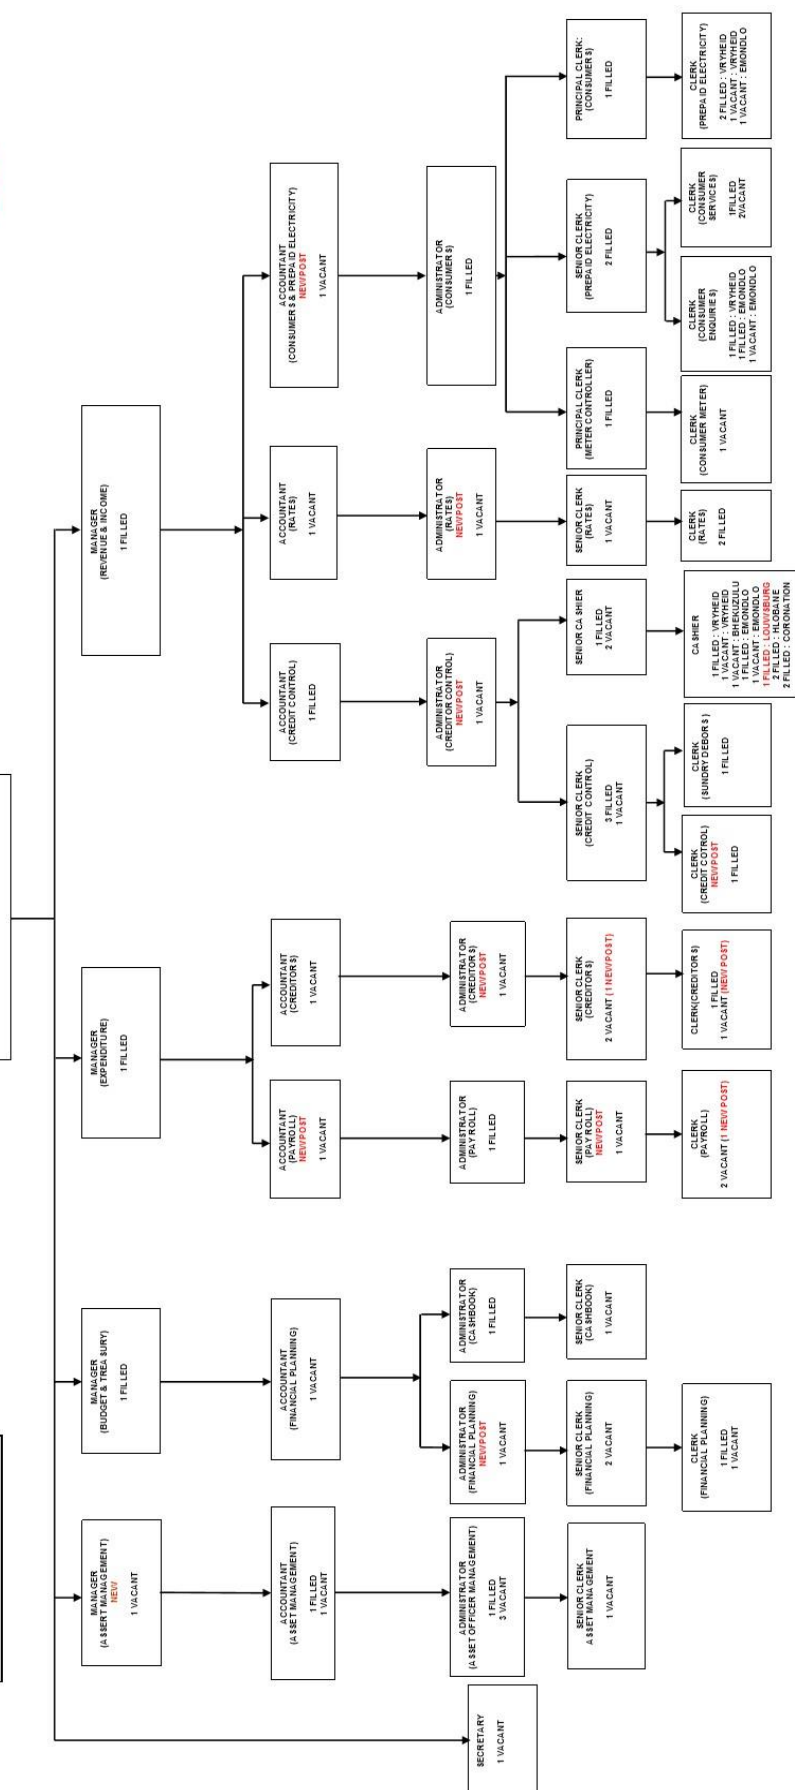 SECRETARY
1 VACANT
MANAGER
(ASSERT MANAGEMENT)
NEW
1 VACANT
ACCOUNTANT
(ASSET MANAGEMENT)
1 FILLED
1 VACANT
ADMINISTRATOR
(ASSET OFFICER MANAGEMENT)
1 FILLED
3 VACANT
SENIOR CLERK
ASSET MANAGEMENT
1 VACANT
MANAGER
(BUDGET & TREASURY)
1 FILLED
ACCOUNTANT
(FINANCIAL PLANNING)
1 VACANT
ADMINISTRATOR
(FINANCIAL PLANNING)
NEW POST
1 VACANT
SENIOR CLERK
(FINANCIAL PLANNING)
2 VACANT
CLERK
(FINANCIAL PLANNING)
1 FILLED
1 VACANT
ADMINISTRATOR
(CASHBOOK)
1 FILLED
SENIOR CLERK
(CASHBOOK)
1 VACANT
MANAGER
(EXPENDITURE)
1 FILLED
ACCOUNTANT
(PAYROLL)
NEW POST
1 VACANT
ADMINISTRATOR
(PAYROLL)
1 FILLED
SENIOR CLERK
(PAYROLL)
NEW POST
1 VACANT
CLERK
(PAYROLL)
2 VACANT (1 NEW POST)
ACCOUNTANT
(CREDITORS)
1 VACANT
ADMINISTRATOR
(CREDITORS)
NEW POST
1 VACANT
SENIOR CLERK
(CREDITORS)
2 VACANT (1 NEW POST)
CLERK(CREDITORS)
1 FILLED
1 VACANT (NEW POST)
MANAGER
(REVENUE & INCOME)
1 FILLED
ACCOUNTANT
(CREDIT CONTROL)
1 FILLED
ADMINISTRATOR
(CREDITOR CONTROL)
NEW POST
1 VACANT
SENIOR CLERK
(CREDIT CONTROL)
3 FILLED
1 VACANT
CLERK
(CREDIT COTROL)
NEW POST
1 FILLED
CLERK
(SUNDRY DEBORS)
1 FILLED
SENIOR CASHIER
1 FILLED
2 VACANT
CASHIER
1 FILLED : VRYHEID
1 VACANT : VRYHEID
1 VACANT : BHEKUZULU
1 FILLED : EMONDLO
1 VACANT : EMONDLO
1 FILLED : LOUWSBURG
2 FILLED : HLOBANE
2 FILLED : CORONATION
ACCOUNTANT
(RATES)
1 VACANT
ADMINISTRATOR
(RATES)
NEW POST
1 VACANT
SENIOR CLERK
(RATES)
1 VACANT
CLERK
(RATES)
2 FILLED
ACCOUNTANT
(CONSUMERS & PREPAID ELECTRICITY)
NEW POST
1 VACANT
ADMINISTRATOR
(CONSUMERS)
1 FILLED
PRINCIPAL CLERK
(METER CONTROLLER)
1 FILLED
CLERK
(CONSUMER METER)
1 VACANT
SENIOR CLERK
(PREPAID ELECTRICITY)
2 FILLED
CLERK
(CONSUMER
ENQUIRIES)
1 FILLED : VRYHEID
1 FILLED : EMONDLO
1 VACANT : EMONDLO
CLERK
(CONSUMER
SERVICES)
1FILLED
2VACANT
PRINCIPAL CLERK:
(CONSUMERS)
1 FILLED
CLERK
(PREPAID ELECTRICITY)
2 FILLED : VRYHEID
1 VACANT : VRYHEID
1 VACANT : EMONDLO